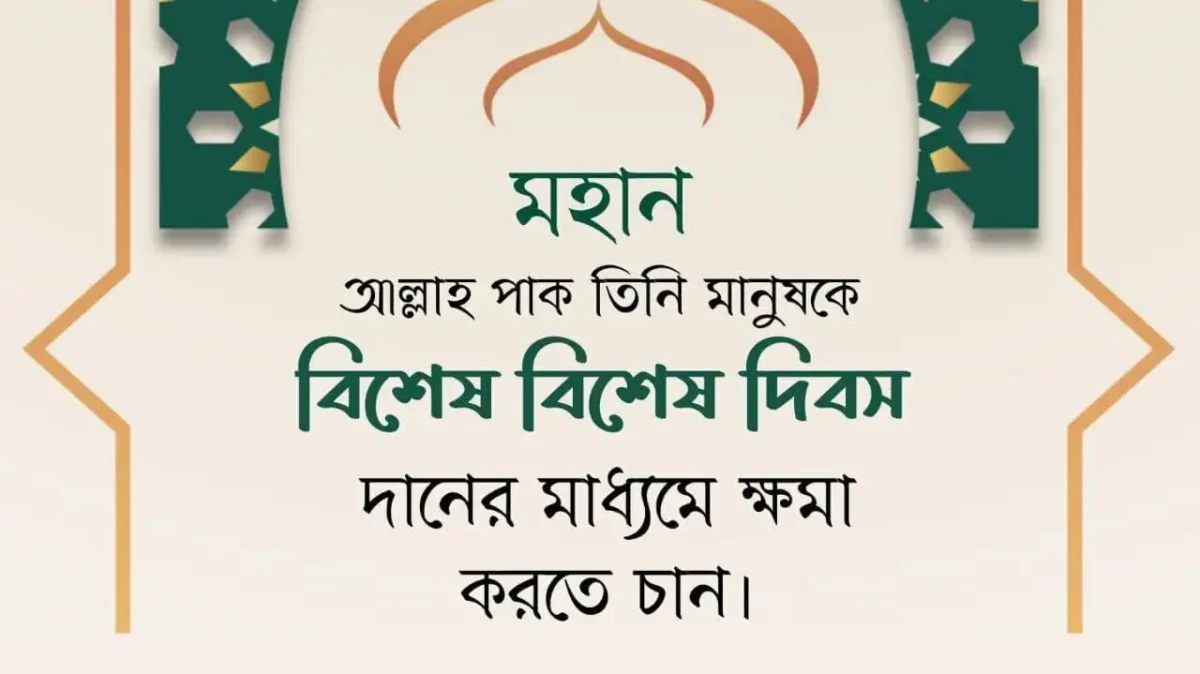 মহান
আল্লাহ পাক তিনি মানুষকে
বিশেষ বিশেষ দিবস
দানের মাধ্যমে ক্ষমা
করতে চান।